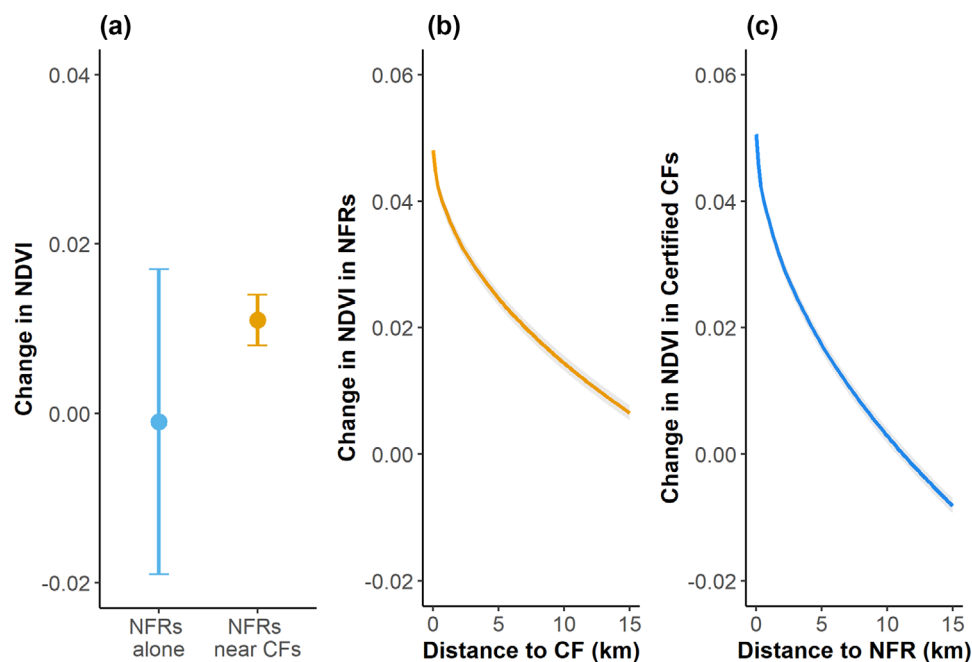 (a)
Change in NDVI
0.04
0.02
0.00
-0.02
NFRs
alone
NFRs
near CFs
(b)
Change in NDVI in NFRs
0.06
0.04
0.02
0.00
-0.02
0
5
10
15
Distance to CF (km)
(c)
Change in NDVI in Certified CFs
0.06
0.04
0.02
0.00
-0.02
0
5
10
15
Distance to NFR (km)